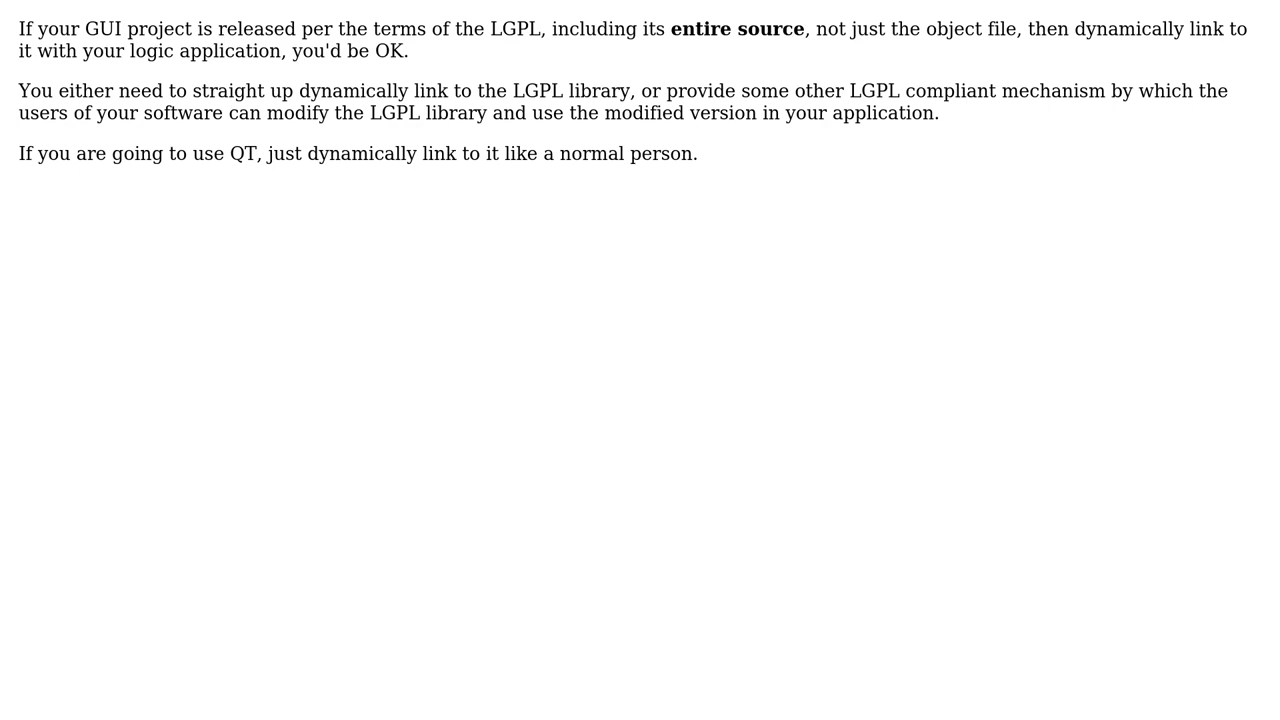 If your GUI project is released per the terms of the LGPL, including its entire source, not just the object file, then dynamically link to
it with your logic application, you'd be OK.
You either need to straight up dynamically link to the LGPL library, or provide some other LGPL compliant mechanism by which the
users of your software can modify the LGPL library and use the modified version in your application.
If you are going to use QT, just dynamically link to it like a normal person.